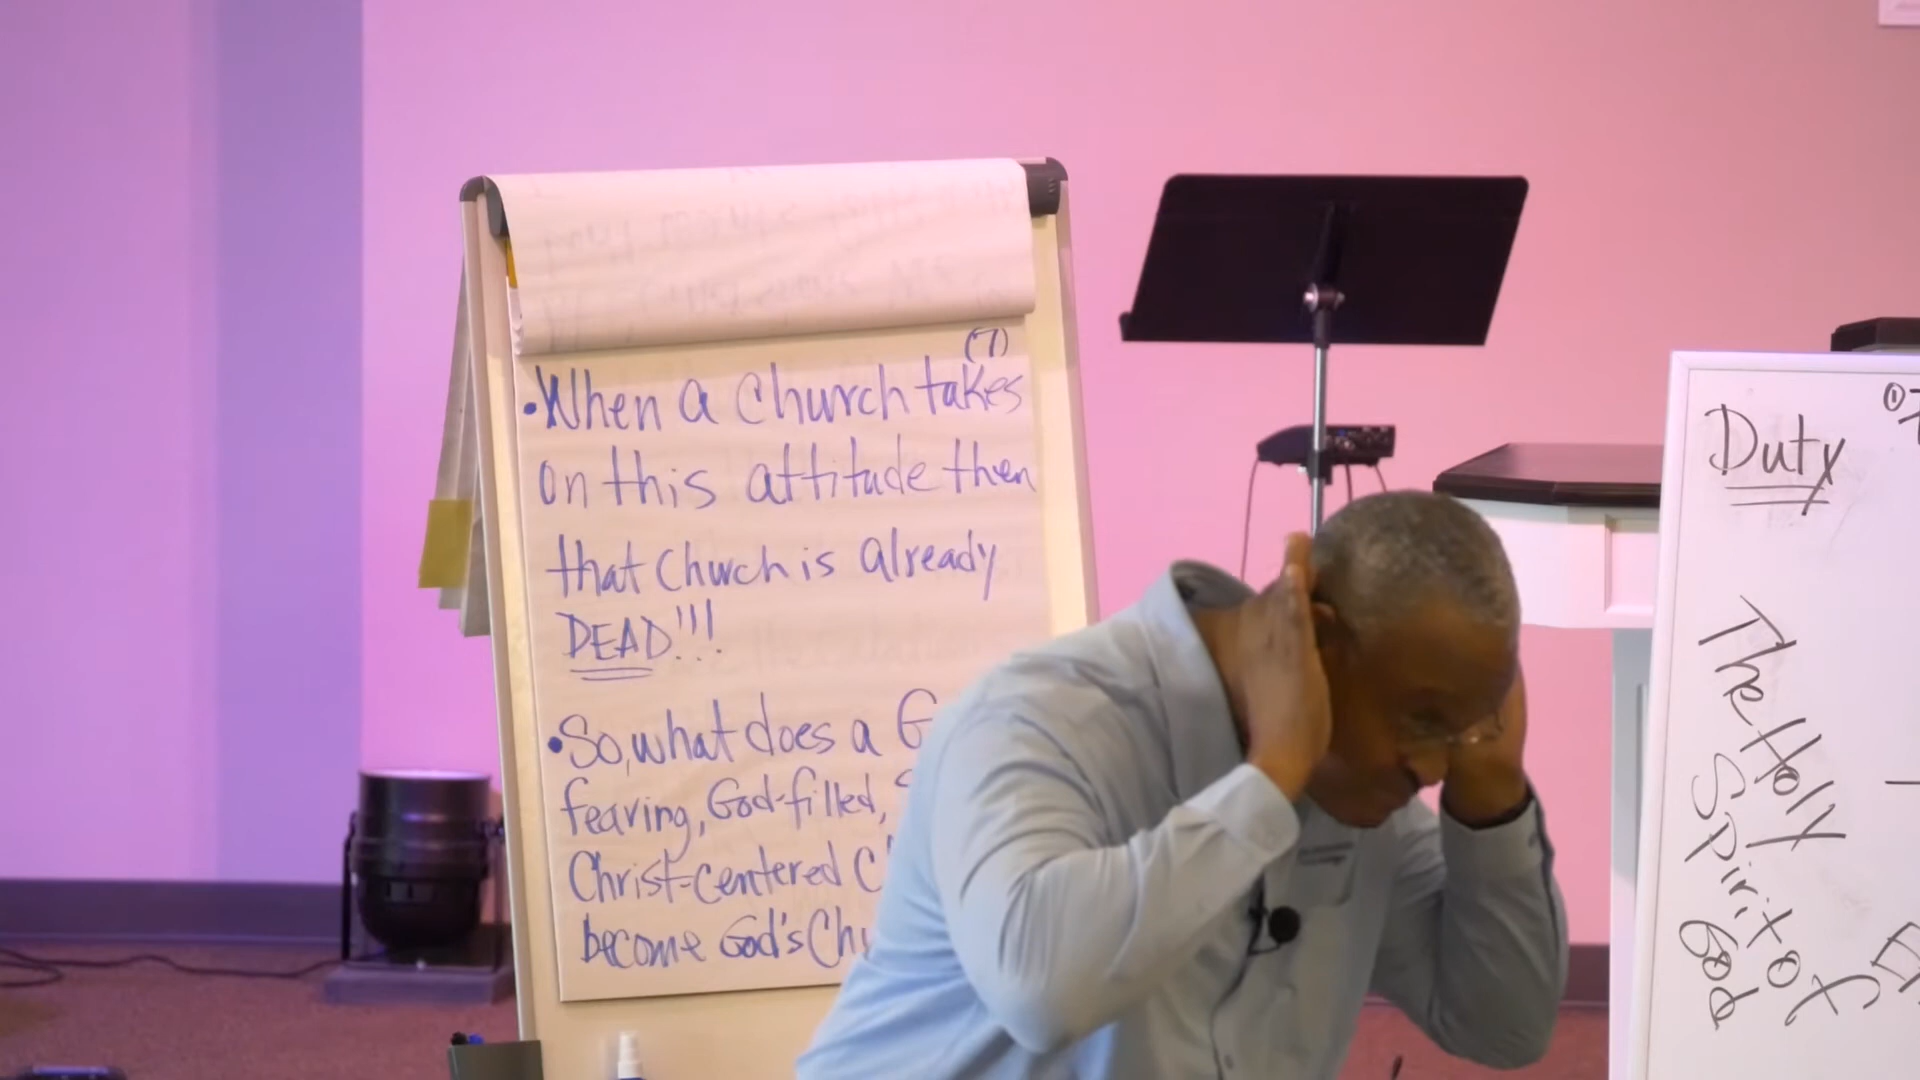 (7)
•When a Church takes
on this attitude then
that Church is already
DEAD!!!
•So, what does a G
fearing, God-filled,
Christ-centered C
become God's Chu
Duty
The Holy
Spirit of
God